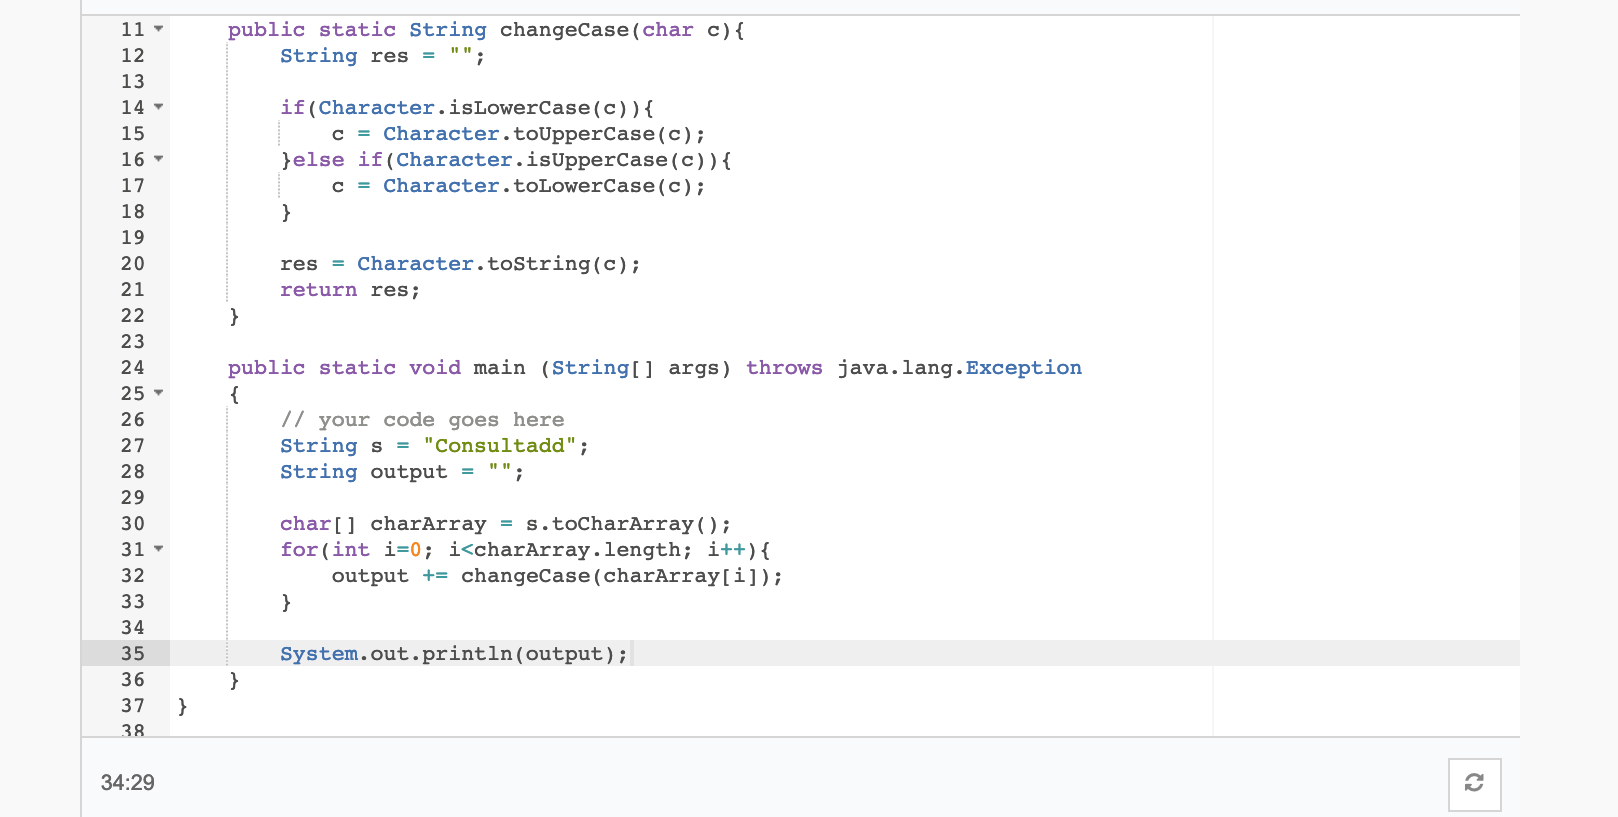 11 public static String changeCase(char c){
12 String res = "";
13
14 if(Character.isLowerCase(c)){
15 c = Character.toUpperCase(c);
16 }else if(Character.isUpperCase(c)){
17 c = Character.toLowerCase(c);
18 }
19
20 res = Character.toString(c);
21 return res;
22 }
23
24 public static void main (String[] args) throws java.lang.Exception
25 {
26 // your code goes here
27 String s = "Consultadd";
28 String output = "";
29
30 char[] charArray = s.toCharArray();
31 for(int i=0; i<charArray.length; i++){
32 output += changeCase(charArray[i]);
33 }
34
35 System.out.println(output);
36 }
37 }
38
34:29